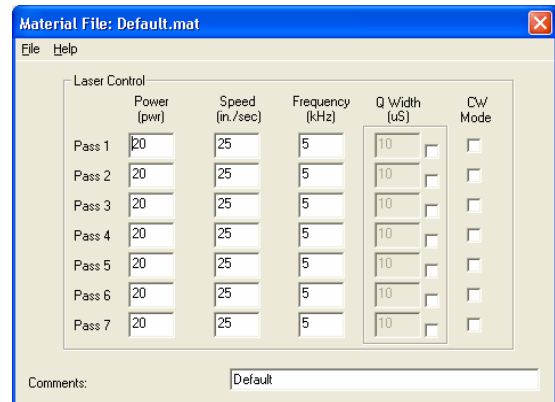 Material File: Default.mat
File Help
Laser Control
Power (pwr) Speed (in./sec) Frequency (kHz) Q Width (uS) CW Mode
Pass 1 20 25 5 10
Pass 2 20 25 5 10
Pass 3 20 25 5 10
Pass 4 20 25 5 10
Pass 5 20 25 5 10
Pass 6 20 25 5 10
Pass 7 20 25 5 10
Comments: Default